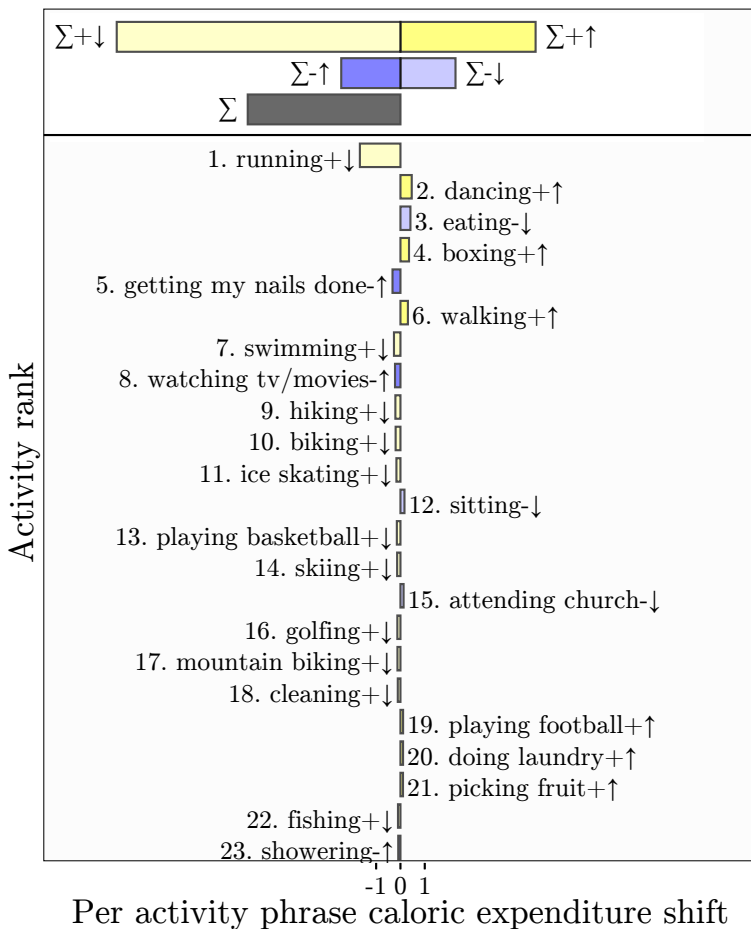 ∑+↓ ∑+↑
∑-↑ ∑-↓
∑
1. running+↓
2. dancing+↑
3. eating-↓
4. boxing+↑
5. getting my nails done-↑
6. walking+↑
7. swimming+↓
8. watching tv/movies-↑
9. hiking+↓
10. biking+↓
11. ice skating+↓
12. sitting-↓
13. playing basketball+↓
14. skiing+↓
15. attending church-↓
16. golfing+↓
17. mountain biking+↓
18. cleaning+↓
19. playing football+↑
20. doing laundry+↑
21. picking fruit+↑
22. fishing+↓
23. showering-↑
Activity rank
-1 0 1
Per activity phrase caloric expenditure shift